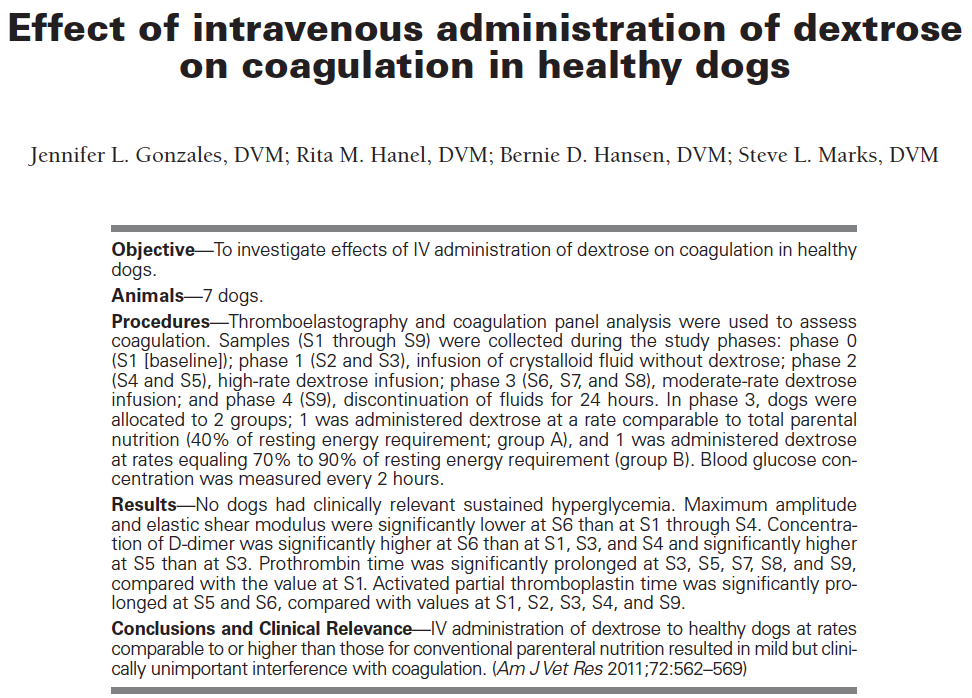 Effect of intravenous administration of dextrose
on coagulation in healthy dogs
Jennifer L. Gonzales, DVM; Rita M. Hanel, DVM; Bernie D. Hansen, DVM; Steve L. Marks, DVM
Objective—To investigate effects of IV administration of dextrose on coagulation in healthy
dogs.
Animals—7 dogs.
Procedures—Thromboelastography and coagulation panel analysis were used to assess
coagulation. Samples (S1 through S9) were collected during the study phases: phase 0
(S1 [baseline]); phase 1 (S2 and S3), infusion of crystalloid fluid without dextrose; phase 2
(S4 and S5), high-rate dextrose infusion; phase 3 (S6, S7, and S8), moderate-rate dextrose
infusion; and phase 4 (S9), discontinuation of fluids for 24 hours. In phase 3, dogs were
allocated to 2 groups; 1 was administered dextrose at a rate comparable to total parental
nutrition (40% of resting energy requirement; group A), and 1 was administered dextrose
at rates equaling 70% to 90% of resting energy requirement (group B). Blood glucose con-
centration was measured every 2 hours.
Results—No dogs had clinically relevant sustained hyperglycemia. Maximum amplitude
and elastic shear modulus were significantly lower at S6 than at S1 through S4. Concentra-
tion of D-dimer was significantly higher at S6 than at S1, S3, and S4 and significantly higher
at S5 than at S3. Prothrombin time was significantly prolonged at S3, S5, S7, S8, and S9,
compared with the value at S1. Activated partial thromboplastin time was significantly pro-
longed at S5 and S6, compared with values at S1, S2, S3, S4, and S9.
Conclusions and Clinical Relevance—IV administration of dextrose to healthy dogs at rates
comparable to or higher than those for conventional parenteral nutrition resulted in mild but clini-
cally unimportant interference with coagulation. (Am J Vet Res 2011;72:562–569)